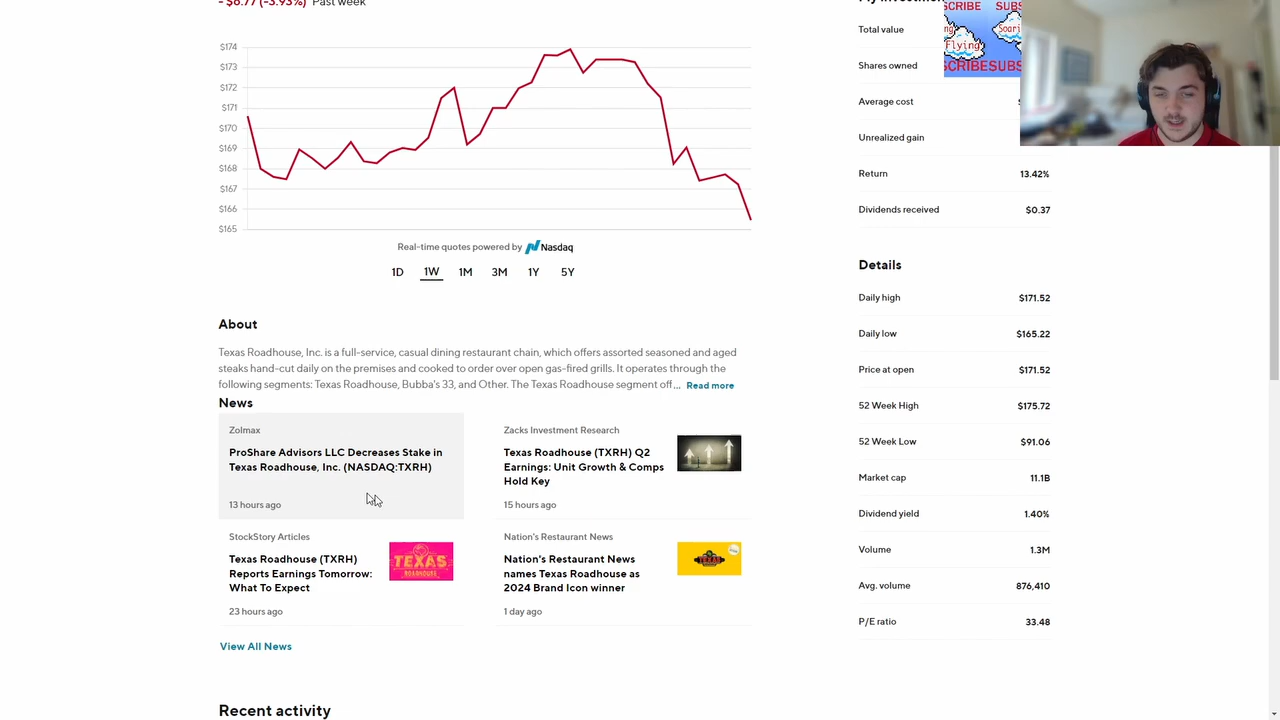 - $6.77 (-3.93%) Past week
$174
$173
$172
$171
$170
$169
$168
$167
$166
$165
Real-time quotes powered by Nasdaq
1D 1W 1M 3M 1Y 5Y
About
Texas Roadhouse, Inc. is a full-service, casual dining restaurant chain, which offers assorted seasoned and aged
steaks hand-cut daily on the premises and cooked to order over open gas-fired grills. It operates through the
following segments: Texas Roadhouse, Bubba's 33, and Other. The Texas Roadhouse segment off... Read more
News
Zolmax
ProShare Advisors LLC Decreases Stake in
Texas Roadhouse, Inc. (NASDAQ:TXRH)
13 hours ago
Zacks Investment Research
Texas Roadhouse (TXRH) Q2
Earnings: Unit Growth & Comps
Hold Key
15 hours ago
StockStory Articles
Texas Roadhouse (TXRH)
Reports Earnings Tomorrow:
What To Expect
23 hours ago
TEXAS
ROADHOUSE
Nation's Restaurant News
Nation's Restaurant News
names Texas Roadhouse as
2024 Brand Icon winner
1 day ago
View All News
Recent activity
Total value
Shares owned
Average cost
Unrealized gain
Return 13.42%
Dividends received $0.37
Details
Daily high $171.52
Daily low $165.22
Price at open $171.52
52 Week High $175.72
52 Week Low $91.06
Market cap 11.1B
Dividend yield 1.40%
Volume 1.3M
Avg. volume 876,410
P/E ratio 33.48
SCRIBE SUBS
Flying
Soari
SCRIBESUBS